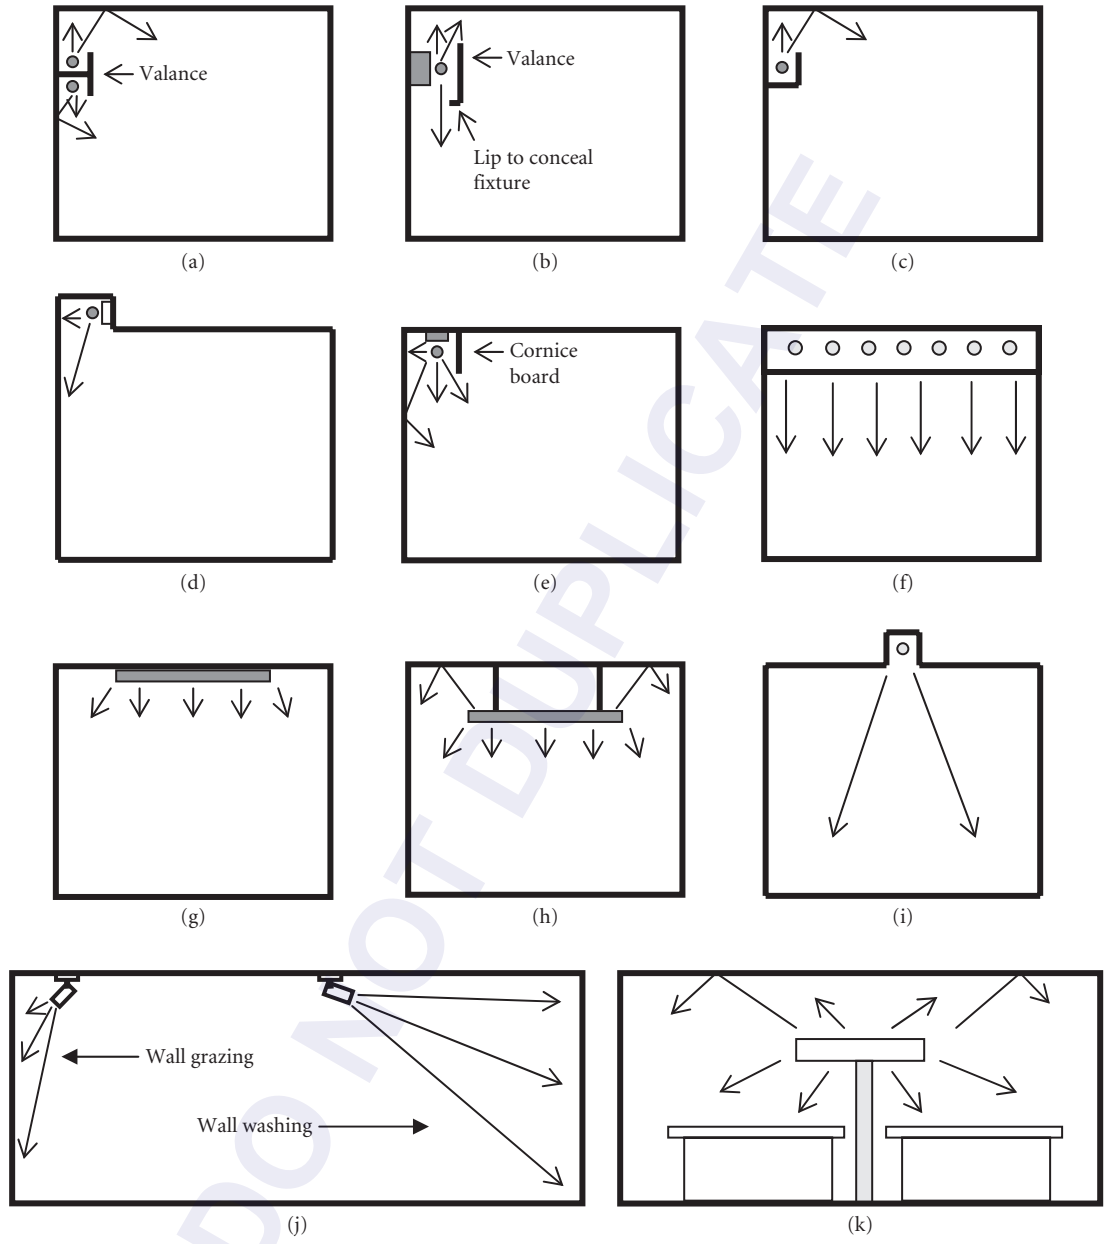 Valance
(a)
Valance
Lip to conceal
fixture
(b)
(c)
(d)
Cornice
board
(e)
(f)
(g)
(h)
(i)
Wall grazing
Wall washing
(j)
(k)
DO NOT DUPLICATE